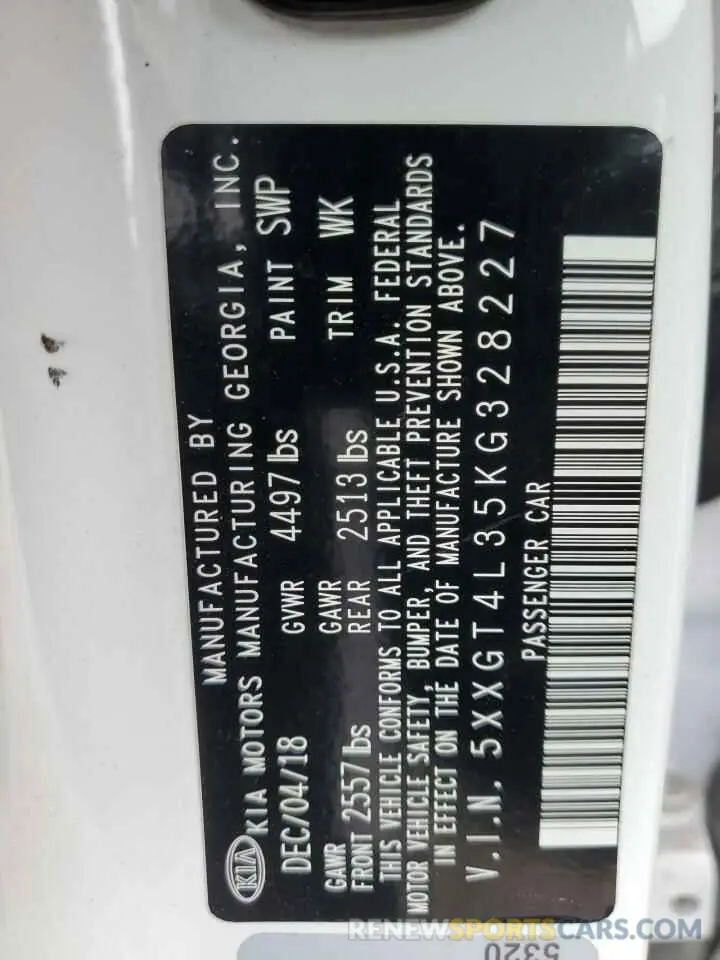 MANUFACTURED BY
KIA KIA MOTORS MANUFACTURING GEORGIA, INC.
DEC/04/18 GVWR 4497 lbs PAINT SWP
GAWR FRONT 2557 lbs GAWR REAR 2513 lbs TRIM WK
THIS VEHICLE CONFORMS TO ALL APPLICABLE U.S.A. FEDERAL
MOTOR VEHICLE SAFETY, BUMPER, AND THEFT PREVENTION STANDARDS
IN EFFECT ON THE DATE OF MANUFACTURE SHOWN ABOVE.
V.I.N. 5XXGT4L35KG328227
PASSENGER CAR
5320
RENEWSPORTSCARS.COM